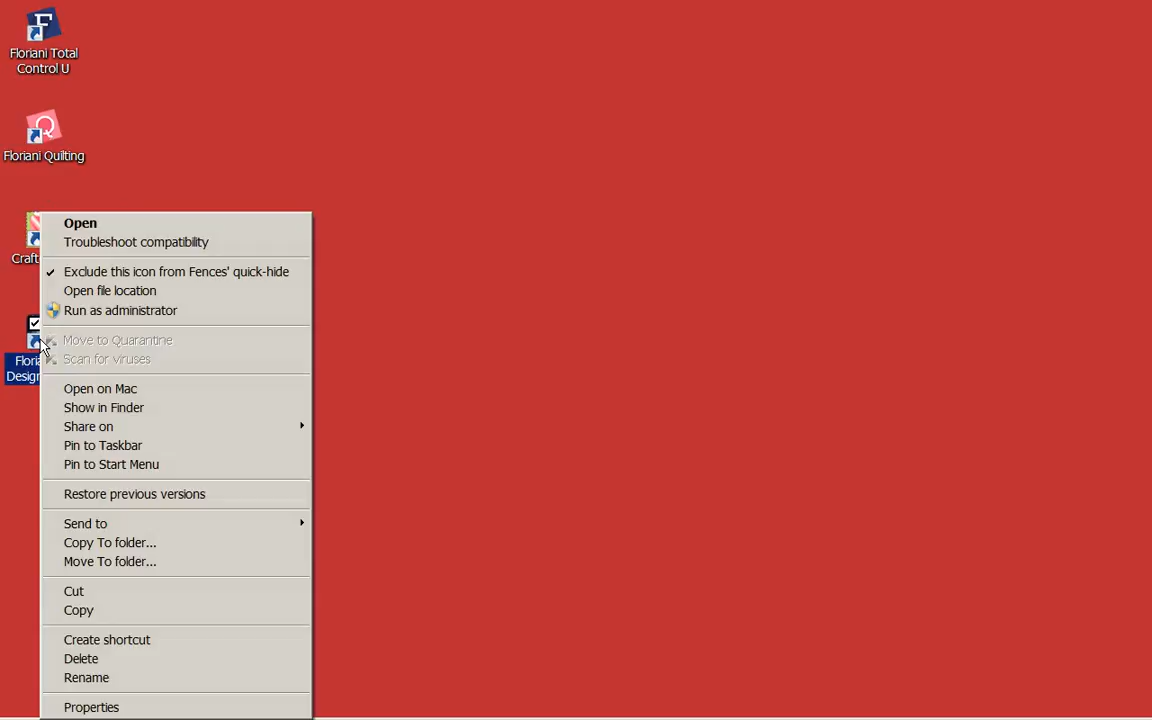 F
Floriani Total
Control U
Q
Floriani Quilting
Craft
Floria
Design
Open
Troubleshoot compatibility
Exclude this icon from Fences' quick-hide
Open file location
Run as administrator
Move to Quarantine
Scan for viruses
Open on Mac
Show in Finder
Share on
Pin to Taskbar
Pin to Start Menu
Restore previous versions
Send to
Copy To folder...
Move To folder...
Cut
Copy
Create shortcut
Delete
Rename
Properties